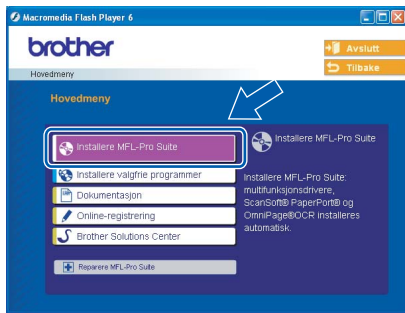 Macromedia Flash Player 6
brother
Avslutt
Tilbake
Hovedmeny
Hovedmeny
Installere MFL-Pro Suite
Installere valgfrie programmer
Dokumentasjon
Online-registrering
Brother Solutions Center
Reparere MFL-Pro Suite
Installere MFL-Pro Suite
Installere MFL-Pro Suite:
multifunksjonsdrivere,
ScanSoft® PaperPort® og
OmniPage®OCR installeres
automatisk.